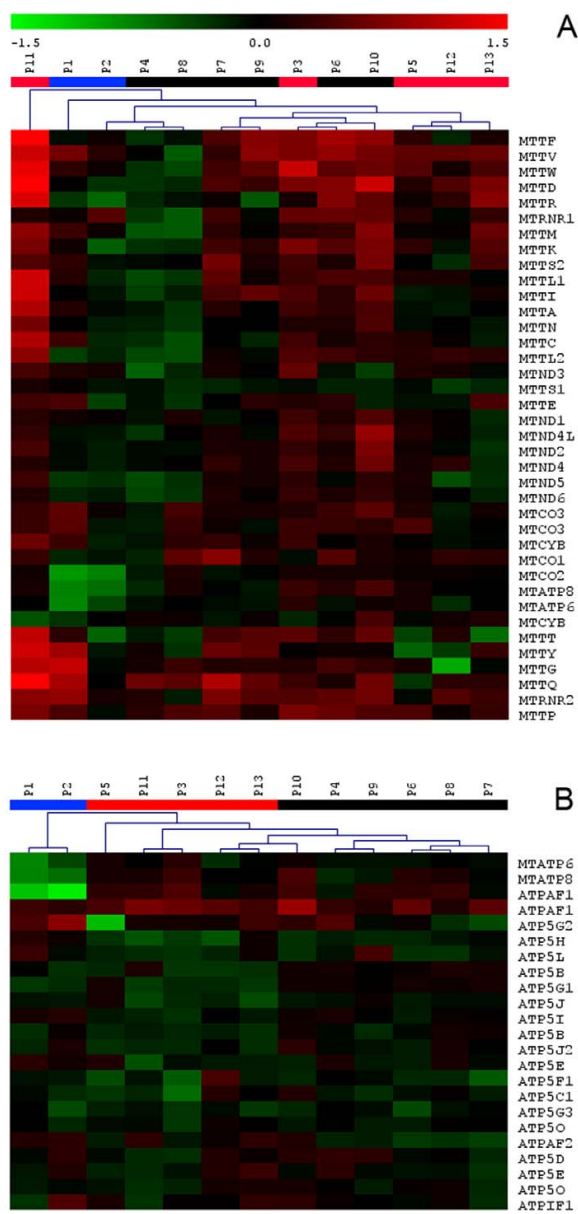 A
-1.5 0.0 1.5
P11 P1 P2 P4 P8 P7 P9 P3 P6 P10 P5 P12 P13
MTTF
MTTV
MTTW
MTTD
MTTR
MTRNR1
MTTM
MTTK
MTTS2
MTTL1
MTTI
MTTA
MTTN
MTTC
MTTL2
MTND3
MTTS1
MTTE
MTND1
MTND4L
MTND2
MTND4
MTND5
MTND6
MTCO3
MTCO3
MTCYB
MTCO1
MTCO2
MTATP8
MTATP6
MTCYB
MTTT
MTTY
MTTG
MTTQ
MTRNR2
MTTP
B
P1 P2 P5 P11 P3 P12 P13 P10 P4 P9 P6 P8 P7
MTATP6
MTATP8
ATPAF1
ATPAF1
ATP5G2
ATP5H
ATP5L
ATP5B
ATP5G1
ATP5J
ATP5I
ATP5B
ATP5J2
ATP5E
ATP5F1
ATP5C1
ATP5G3
ATP5O
ATPAF2
ATP5D
ATP5E
ATP5O
ATPIF1